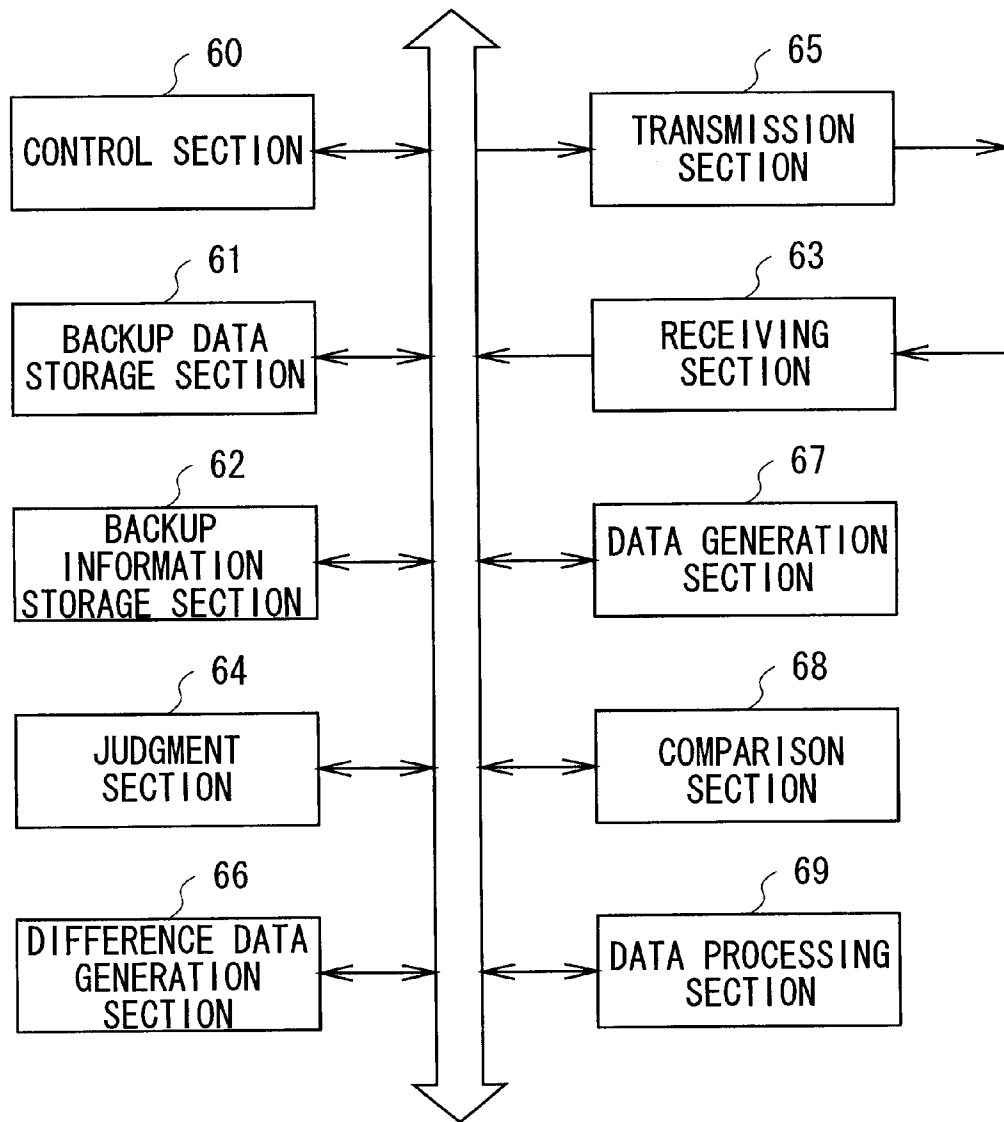 60
CONTROL SECTION
65
TRANSMISSION
SECTION
61
BACKUP DATA
STORAGE SECTION
63
RECEIVING
SECTION
62
BACKUP
INFORMATION
STORAGE SECTION
67
DATA GENERATION
SECTION
64
JUDGMENT
SECTION
68
COMPARISON
SECTION
66
DIFFERENCE DATA
GENERATION
SECTION
69
DATA PROCESSING
SECTION